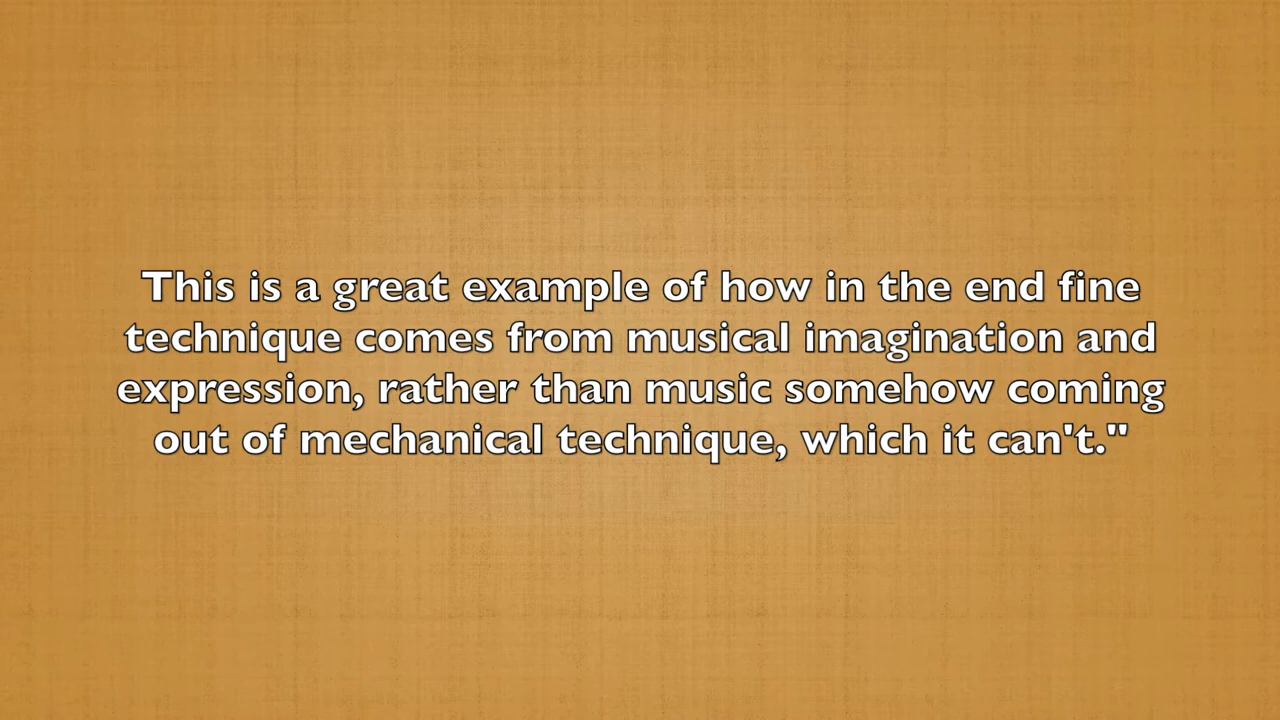 This is a great example of how in the end fine
technique comes from musical imagination and
expression, rather than music somehow coming
out of mechanical technique, which it can't."